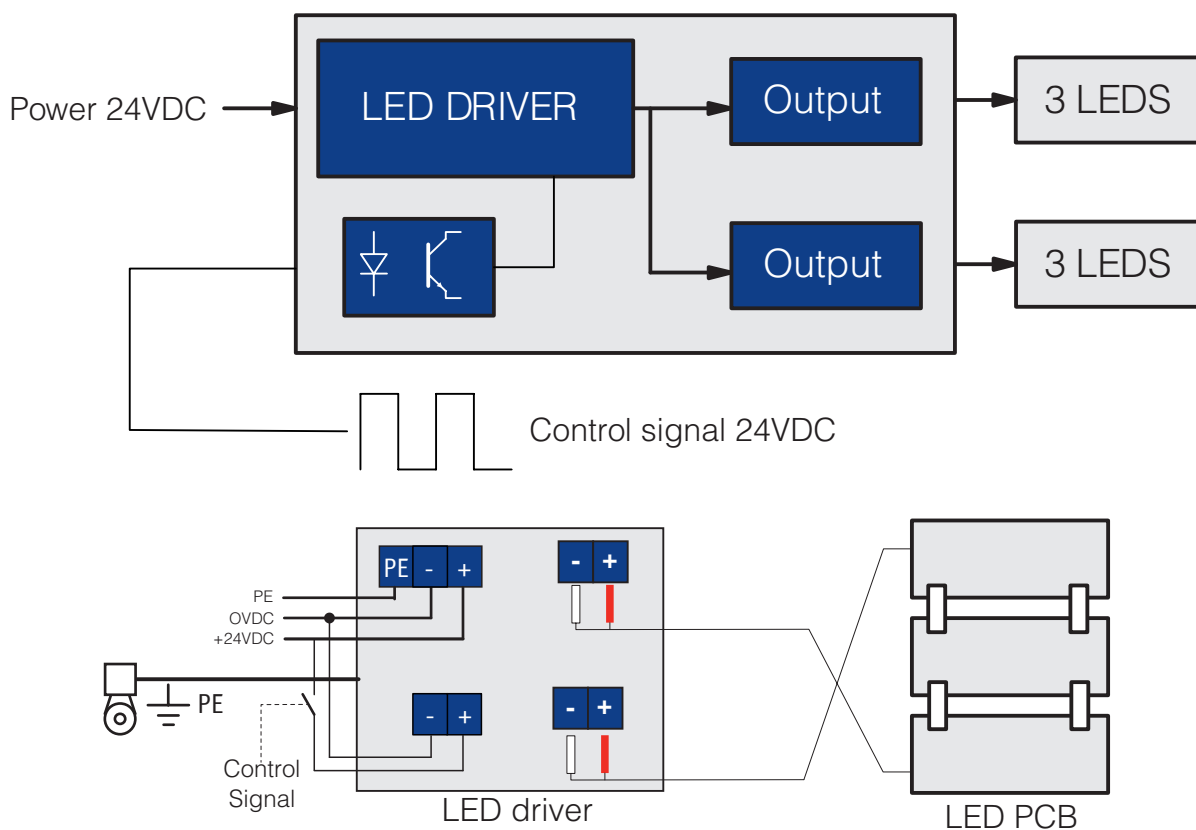 Power 24VDC
LED DRIVER
Output
3 LEDS
Output
3 LEDS
Control signal 24VDC
PE - +
- +
PE
0VDC
+24VDC
PE
- +
- +
Control
Signal
LED driver
LED PCB